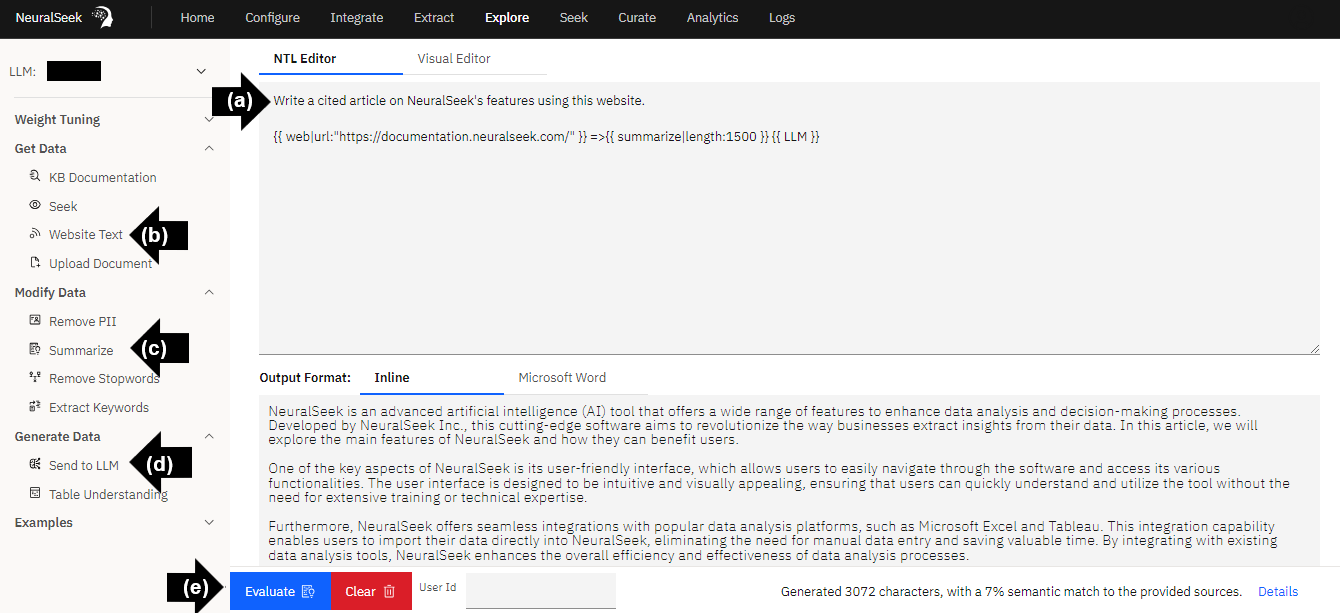 NeuralSeek
Home Configure Integrate Extract Explore Seek Curate Analytics Logs
LLM:
Weight Tuning
Get Data
KB Documentation
Seek
Website Text
(b)
Upload Document
Modify Data
Remove PII
Summarize
(c)
Remove Stopwords
Extract Keywords
Generate Data
Send to LLM
(d)
Table Understanding
Examples
NTL Editor Visual Editor
(a)
Write a cited article on NeuralSeek's features using this website.
{{ web|url:"https://documentation.neuralseek.com/" }} =>{{ summarize|length:1500 }} {{ LLM }}
Output Format: Inline Microsoft Word
NeuralSeek is an advanced artificial intelligence (AI) tool that offers a wide range of features to enhance data analysis and decision-making processes.
Developed by NeuralSeek Inc., this cutting-edge software aims to revolutionize the way businesses extract insights from their data. In this article, we will
explore the main features of NeuralSeek and how they can benefit users.
One of the key aspects of NeuralSeek is its user-friendly interface, which allows users to easily navigate through the software and access its various
functionalities. The user interface is designed to be intuitive and visually appealing, ensuring that users can quickly understand and utilize the tool without the
need for extensive training or technical expertise.
Furthermore, NeuralSeek offers seamless integrations with popular data analysis platforms, such as Microsoft Excel and Tableau. This integration capability
enables users to import their data directly into NeuralSeek, eliminating the need for manual data entry and saving valuable time. By integrating with existing
data analysis tools, NeuralSeek enhances the overall efficiency and effectiveness of data analysis processes.
(e)
Evaluate Clear User Id
Generated 3072 characters, with a 7% semantic match to the provided sources. Details